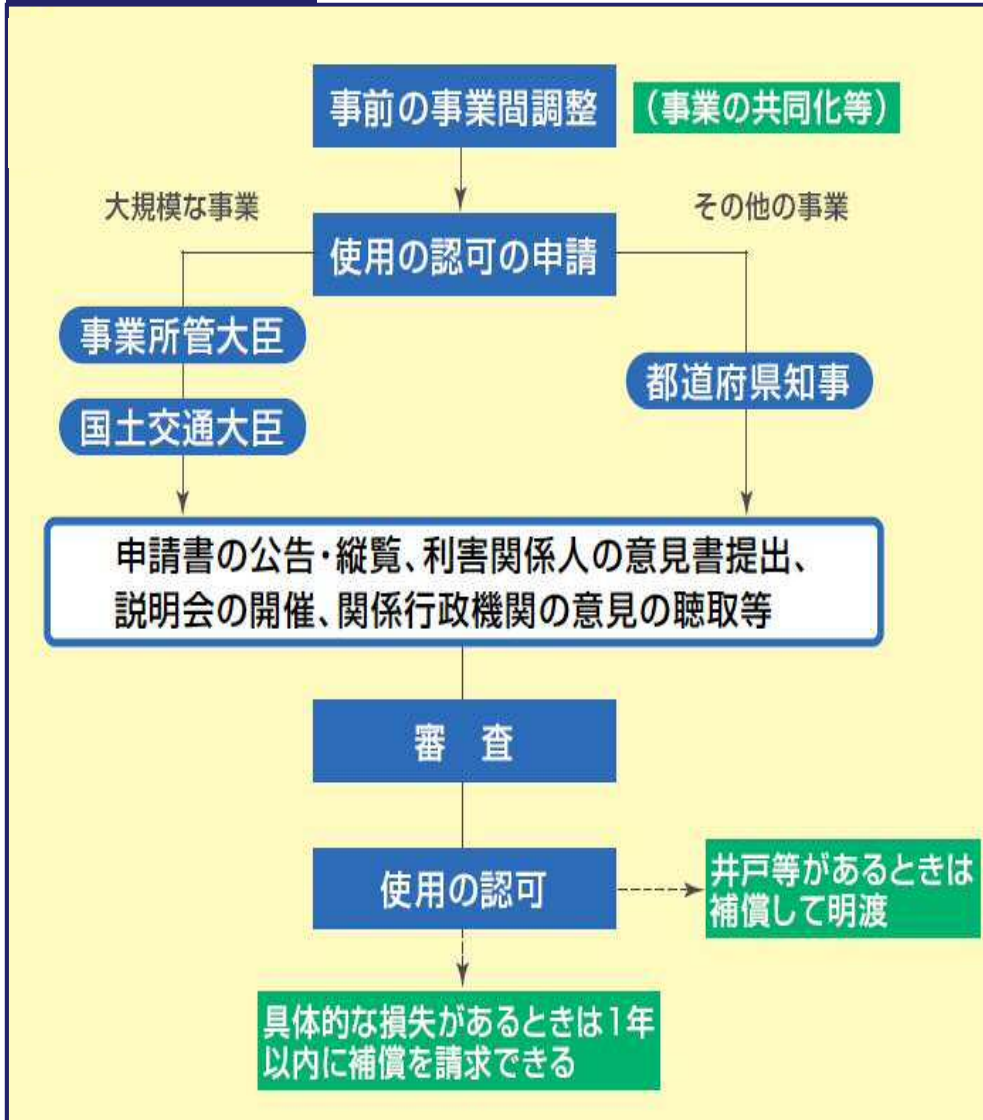 事前の事業間調整
(事業の共同化等)
大規模な事業
その他の事業
使用の認可の申請
事業所管大臣
都道府県知事
国土交通大臣
申請書の公告・縦覧、利害関係人の意見書提出、
説明会の開催、関係行政機関の意見の聴取等
審　査
使用の認可
井戸等があるときは
補償して明渡
具体的な損失があるときは1年
以内に補償を請求できる